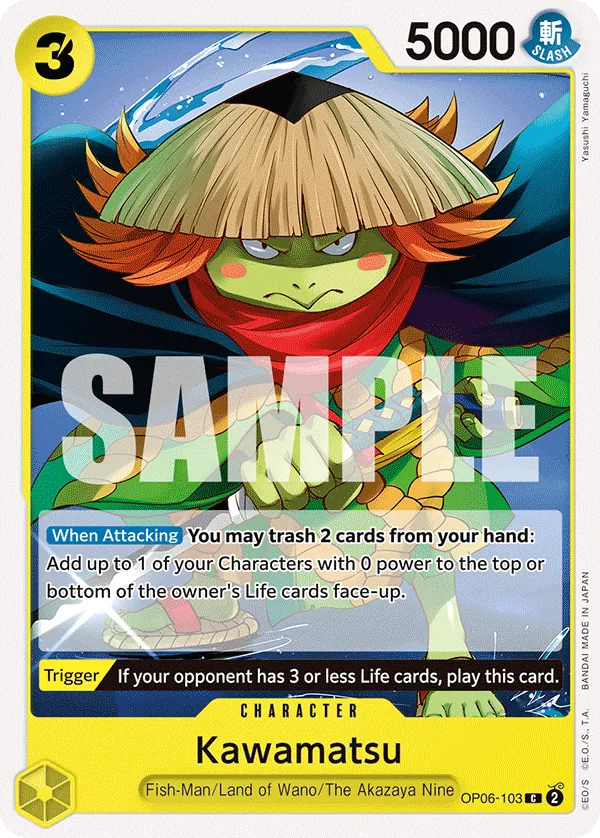 3
5000
斬
SLASH
Yasushi Yamaguchi
SAMPLE
When Attacking You may trash 2 cards from your hand:
Add up to 1 of your Characters with 0 power to the top or
bottom of the owner's Life cards face-up.
Trigger If your opponent has 3 or less Life cards, play this card.
CHARACTER
Kawamatsu
Fish-Man/Land of Wano/The Akazaya Nine
OP06-103 C 2
©E.O./S., T.A. BANDAI MADE IN JAPAN
©EO/S